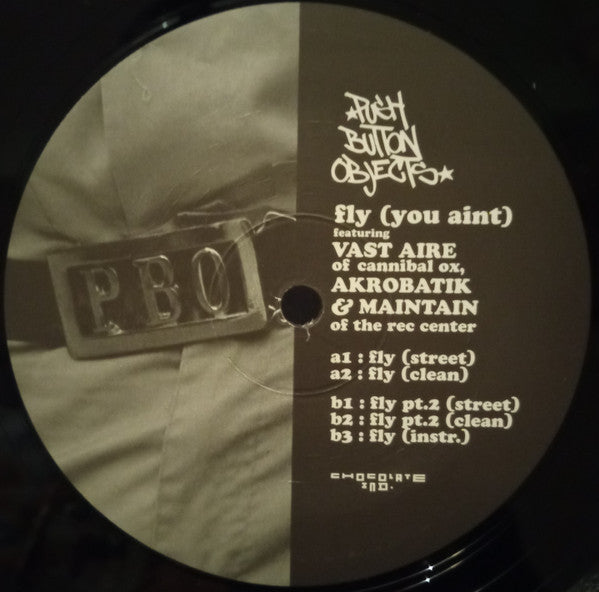 PBO
PUSH
BUTTON
OBJECTS
fly (you aint)
featuring
VAST AIRE
of cannibal ox,
AKROBATIK
& MAINTAIN
of the rec center
a1 : fly (street)
a2 : fly (clean)
b1 : fly pt.2 (street)
b2 : fly pt.2 (clean)
b3 : fly (instr.)
CHOCOLATE
IND.